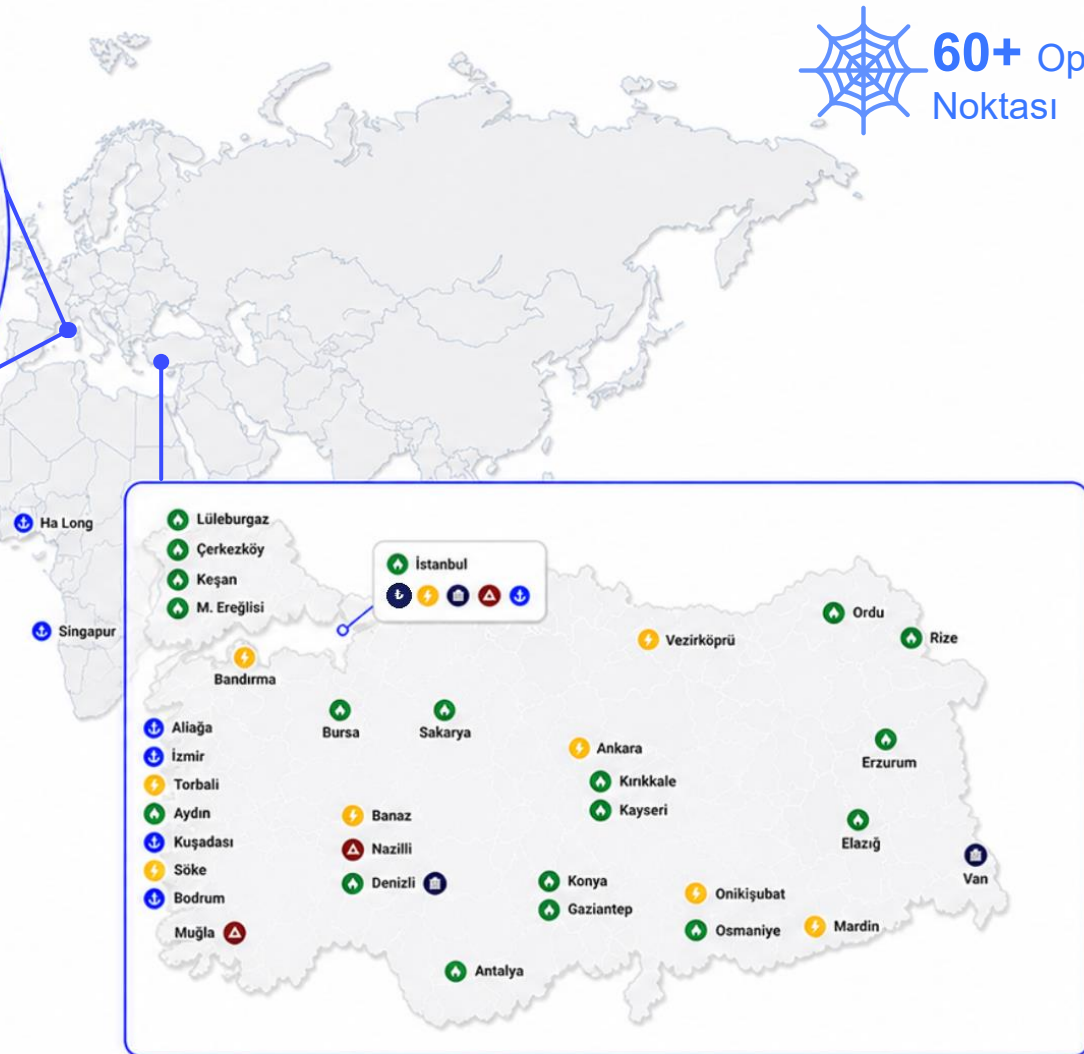 60+ Op
Noktası
Ha Long
Singapur
Lüleburgaz
Çerkezköy
Keşan
M. Ereğlisi
İstanbul
₺
Bandırma
Bursa
Sakarya
Vezirköprü
Ordu
Rize
Aliağa
İzmir
Torbali
Aydın
Kuşadası
Söke
Bodrum
Muğla
Ankara
Kırıkkale
Kayseri
Erzurum
Elazığ
Van
Banaz
Nazilli
Denizli
Konya
Gaziantep
Onikişubat
Osmaniye
Mardin
Antalya